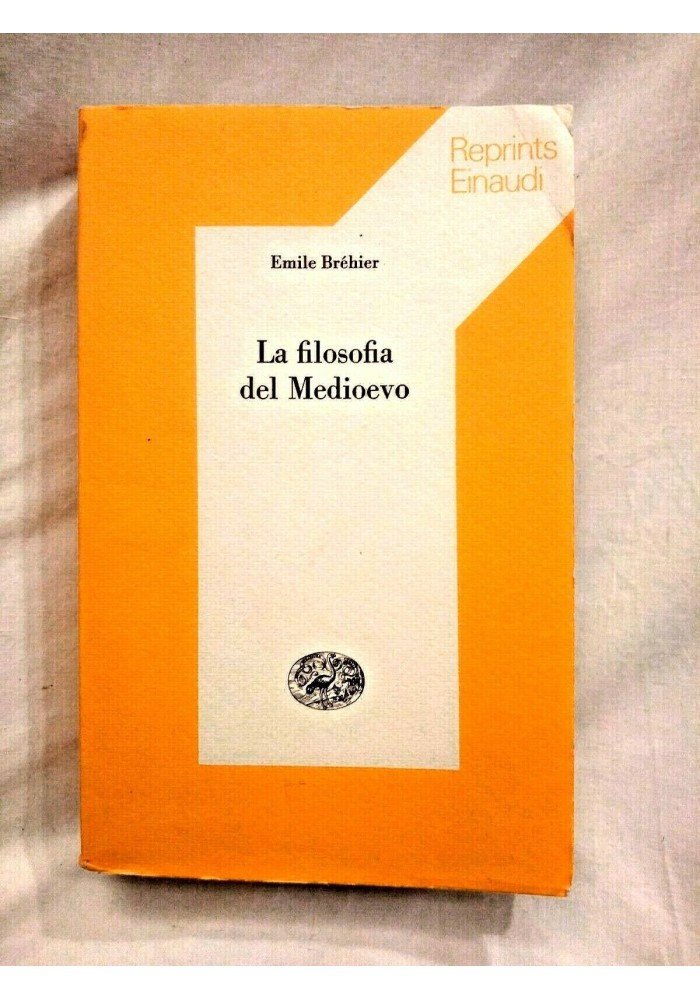 Reprints
Einaudi
Emile Bréhier
La filosofia
del Medioevo